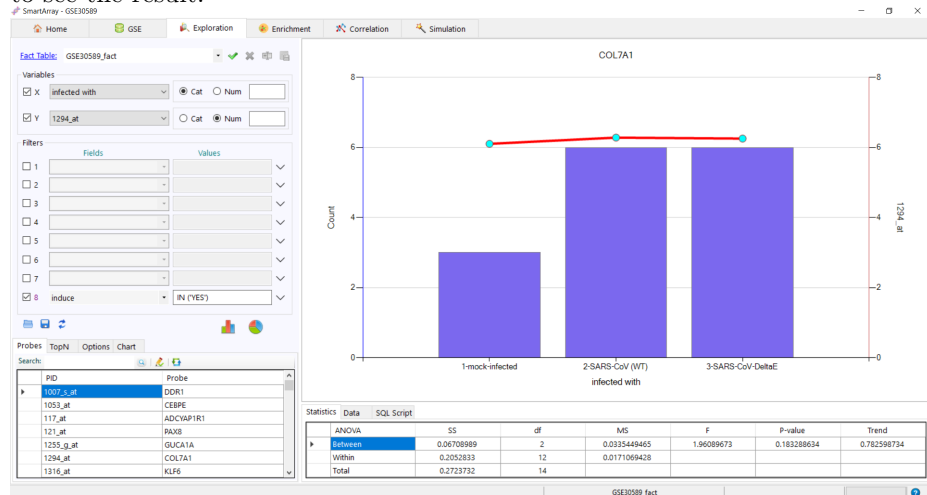 to see the result.
SmartArray - GSE30589
Home GSE Exploration Enrichment Correlation Simulation
Fact Table: GSE30589_fact
Variables
X infected with Cat Num
Y 1294_at Cat Num
Filters
Fields Values
1
2
3
4
5
6
7
8 induce IN ('YES')
Probes TopN Options Chart
Search:
PID Probe
1007_s_at DDR1
1053_at CEBPE
117_at ADCYAP1R1
121_at PAX8
1255_g_at GUCA1A
1294_at COL7A1
1316_at KLF6
COL7A1
8 8
6 6
Count
4 4
1294_at
2 2
0 0
1-mock-infected 2-SARS-CoV (WT) 3-SARS-CoV-DeltaE
infected with
Statistics Data SQL Script
ANOVA SS df MS F P-value Trend
Between 0.06708989 2 0.0335449465 1.96089673 0.183288634 0.782598734
Within 0.2052833 12 0.0171069428
Total 0.2723732 14
GSE30589_fact